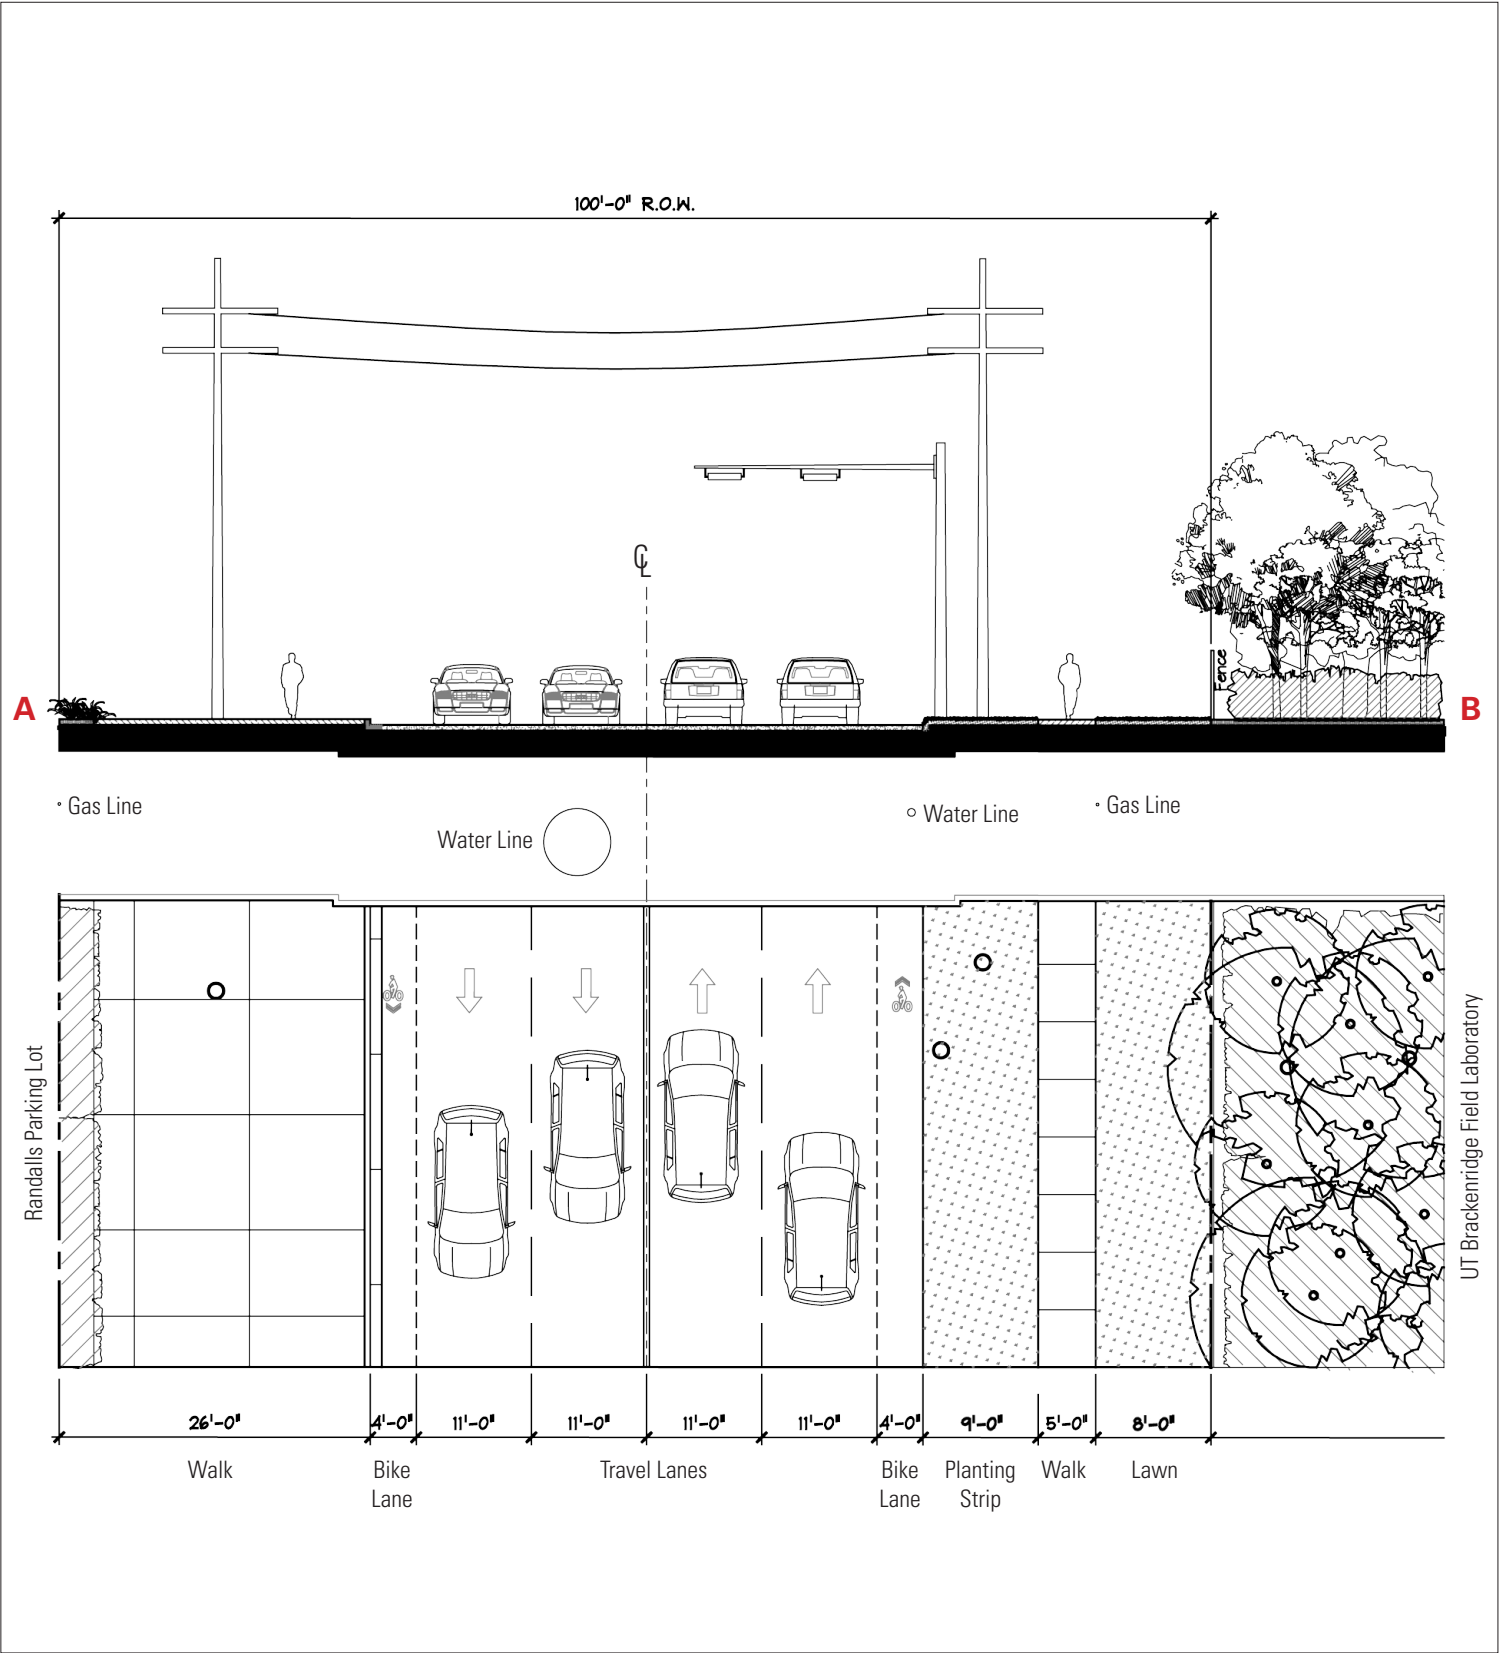 100'-0" R.O.W.
℄
Fence
A
B
Gas Line
Water Line
Water Line
Gas Line
Randalls Parking Lot
UT Brackenridge Field Laboratory
26'-0" 4'-0" 11'-0" 11'-0" 11'-0" 11'-0" 4'-0" 9'-0" 5'-0" 8'-0"
Walk Bike Travel Lanes Bike Planting Walk Lawn
Lane Lane Strip